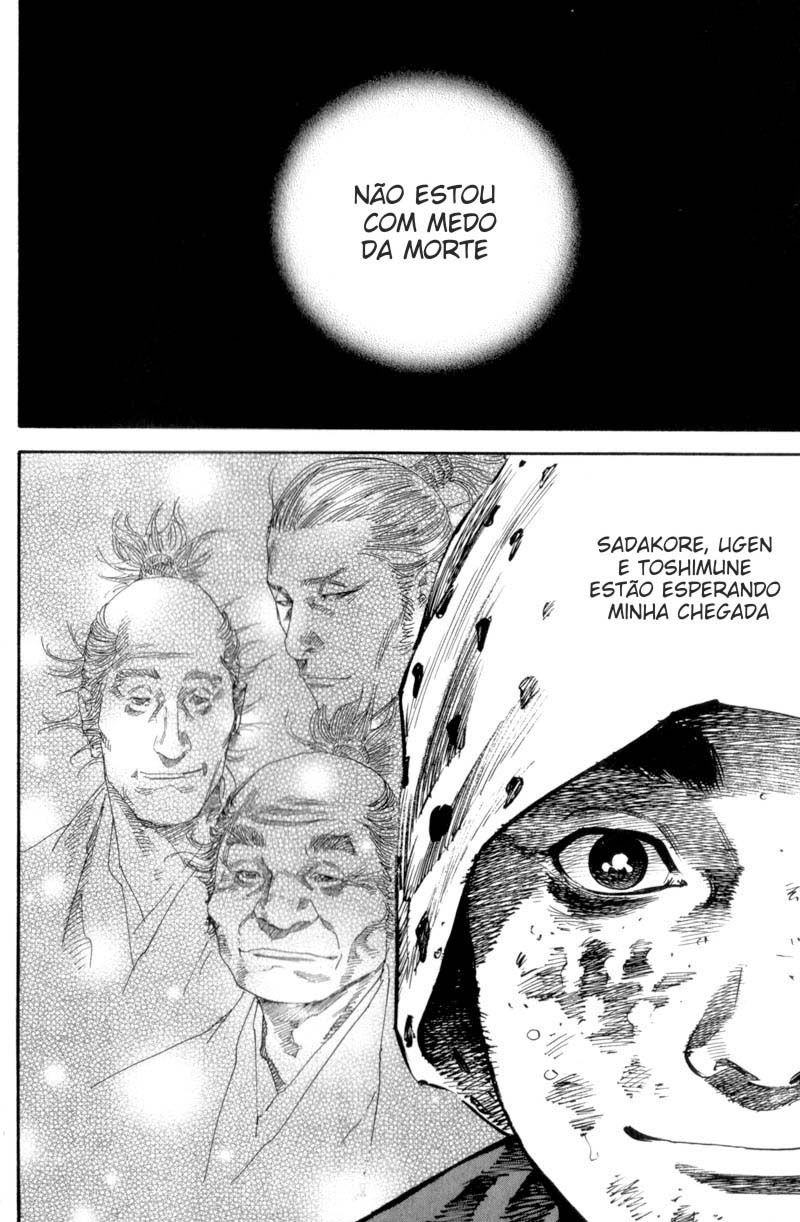 NÃO ESTOU
COM MEDO
DA MORTE
SADAKORE, UGEN
E TOSHIMUNE
ESTÃO ESPERANDO
MINHA CHEGADA